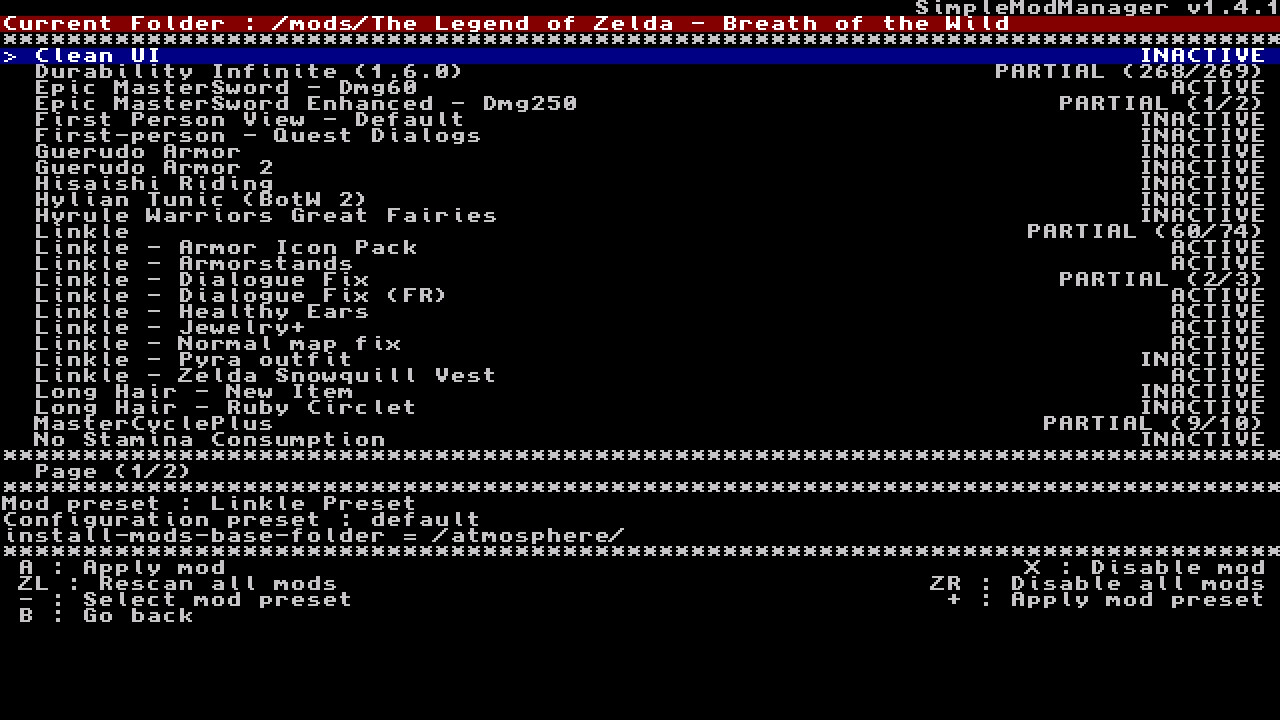 SimpleModManager v1.4.1
Current Folder : /mods/The Legend of Zelda - Breath of the Wild
********************************************************************************
> Clean UI INACTIVE
Durability Infinite (1.6.0) PARTIAL (268/269)
Epic MasterSword - Dmg60 ACTIVE
Epic MasterSword Enhanced - Dmg250 PARTIAL (1/2)
First Person View - Default INACTIVE
First-person - Quest Dialogs INACTIVE
Guerudo Armor INACTIVE
Guerudo Armor 2 INACTIVE
Hisaishi Riding INACTIVE
Hylian Tunic (BotW 2) INACTIVE
Hyrule Warriors Great Fairies INACTIVE
Linkle PARTIAL (60/74)
Linkle - Armor Icon Pack ACTIVE
Linkle - Armorstands ACTIVE
Linkle - Dialogue Fix PARTIAL (2/3)
Linkle - Dialogue Fix (FR) ACTIVE
Linkle - Healthy Ears ACTIVE
Linkle - Jewelry+ ACTIVE
Linkle - Normal map fix ACTIVE
Linkle - Pyra outfit INACTIVE
Linkle - Zelda Snowquill Vest ACTIVE
Long Hair - New Item INACTIVE
Long Hair - Ruby Circlet INACTIVE
MasterCyclePlus PARTIAL (9/10)
No Stamina Consumption INACTIVE
********************************************************************************
Page (1/2)
********************************************************************************
Mod preset : Linkle Preset
Configuration preset : default
install-mods-base-folder = /atmosphere/
********************************************************************************
A : Apply mod X : Disable mod
ZL : Rescan all mods ZR : Disable all mods
- : Select mod preset + : Apply mod preset
B : Go back